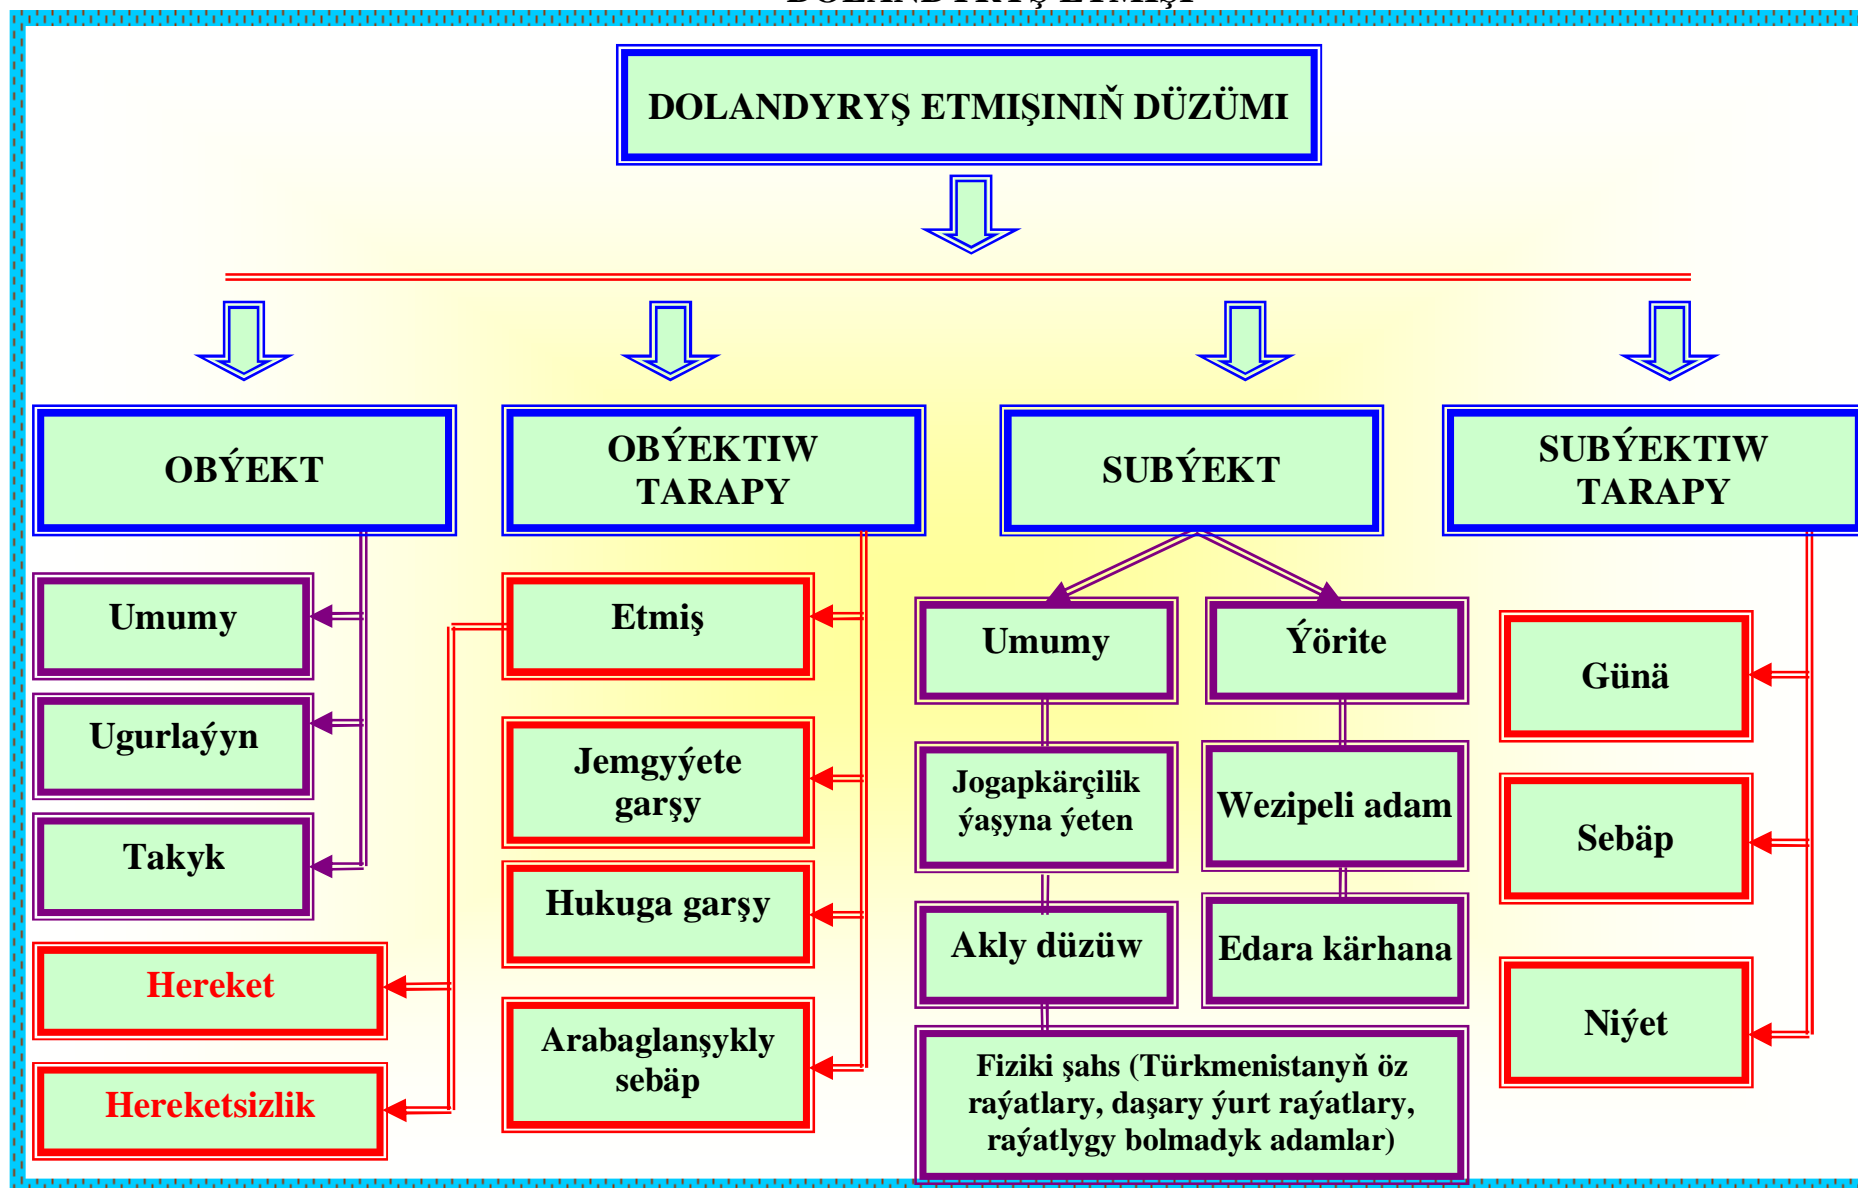 DOLANDYRYŞ ETMIŞI
DOLANDYRYŞ ETMIŞINIŇ DÜZÜMI
OBÝEKT
OBÝEKTIW
TARAPY
SUBÝEKT
SUBÝEKTIW
TARAPY
Umumy
Ugurlaýyn
Takyk
Hereket
Hereketsizlik
Etmiş
Jemgyýete
garşy
Hukuga garşy
Arabaglanşykly
sebäp
Umumy
Jogapkärçilik
ýaşyna ýeten
Akly düzüw
Fiziki şahs (Türkmenistanyň öz
raýatlary, daşary ýurt raýatlary,
raýatlygy bolmadyk adamlar)
Ýörite
Wezipeli adam
Edara kärhana
Günä
Sebäp
Niýet